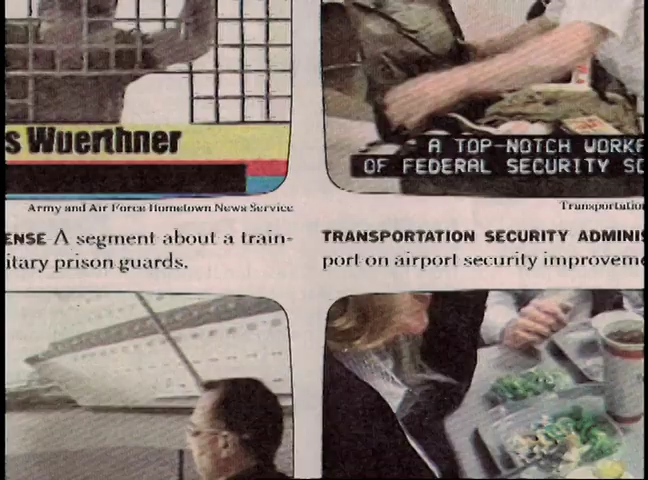 s Wuerthner
A TOP-NOTCH WORKF
OF FEDERAL SECURITY SC
Army and Air Force Hometown News Service
Transportation
ENSE A segment about a train-
itary prison guards.
TRANSPORTATION SECURITY ADMINIS
port on airport security improveme